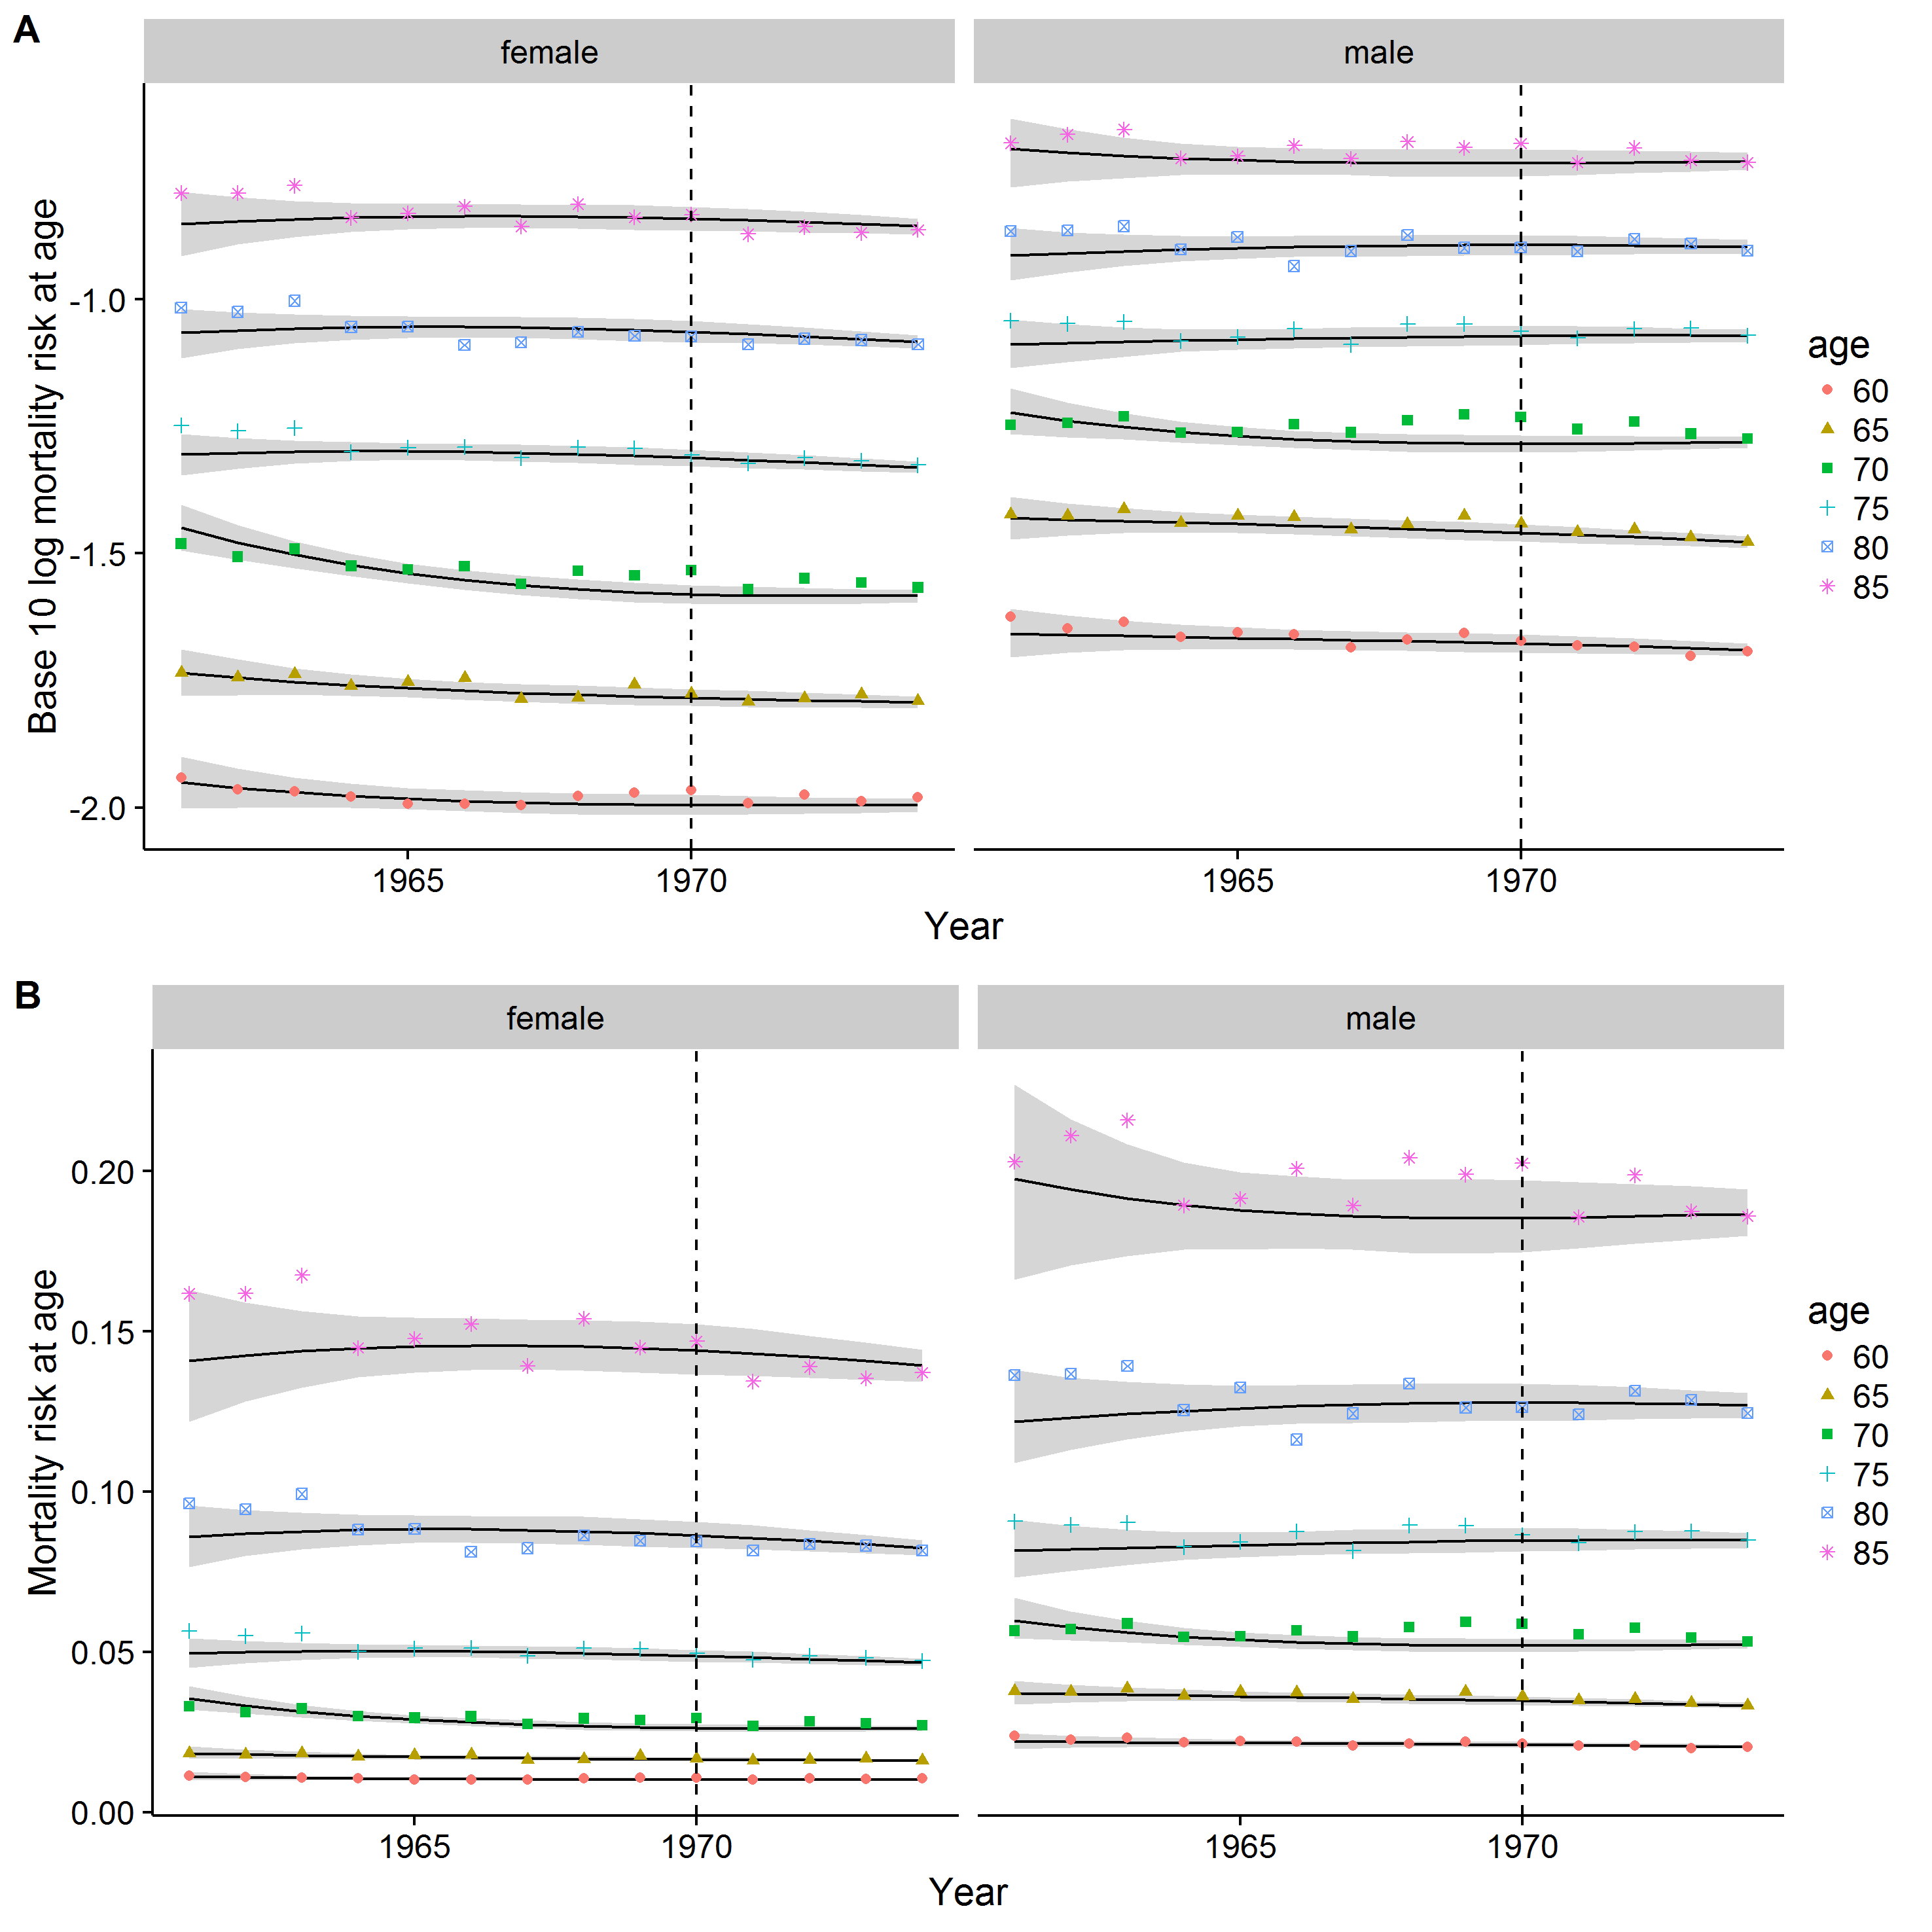 A
female male
Base 10 log mortality risk at age
-1.0
-1.5
-2.0
1965 1970 1965 1970
Year
age
60
65
70
75
80
85
B
female male
Mortality risk at age
0.20
0.15
0.10
0.05
0.00
1965 1970 1965 1970
Year
age
60
65
70
75
80
85